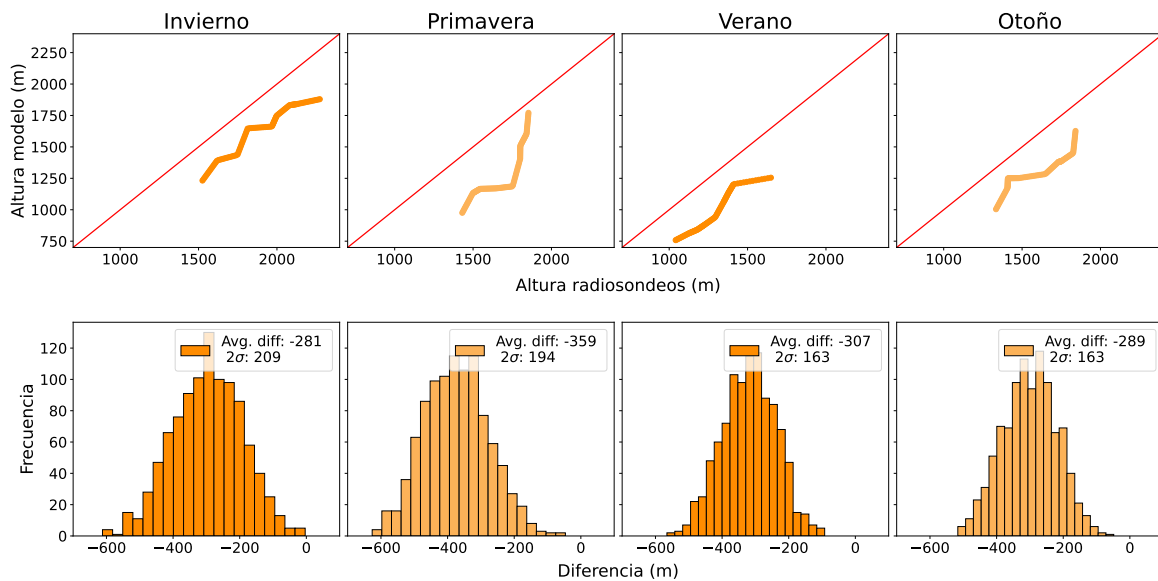 Invierno
Primavera
Verano
Otoño
Altura modelo (m)
2250
2000
1750
1500
1250
1000
750
1000 1500 2000
1000 1500 2000
1000 1500 2000
1000 1500 2000
Altura radiosondeos (m)
Frecuencia
120
100
80
60
40
20
0
Avg. diff: -281
2σ: 209
Avg. diff: -359
2σ: 194
Avg. diff: -307
2σ: 163
Avg. diff: -289
2σ: 163
−600 −400 −200 0
−600 −400 −200 0
−600 −400 −200 0
−600 −400 −200 0
Diferencia (m)